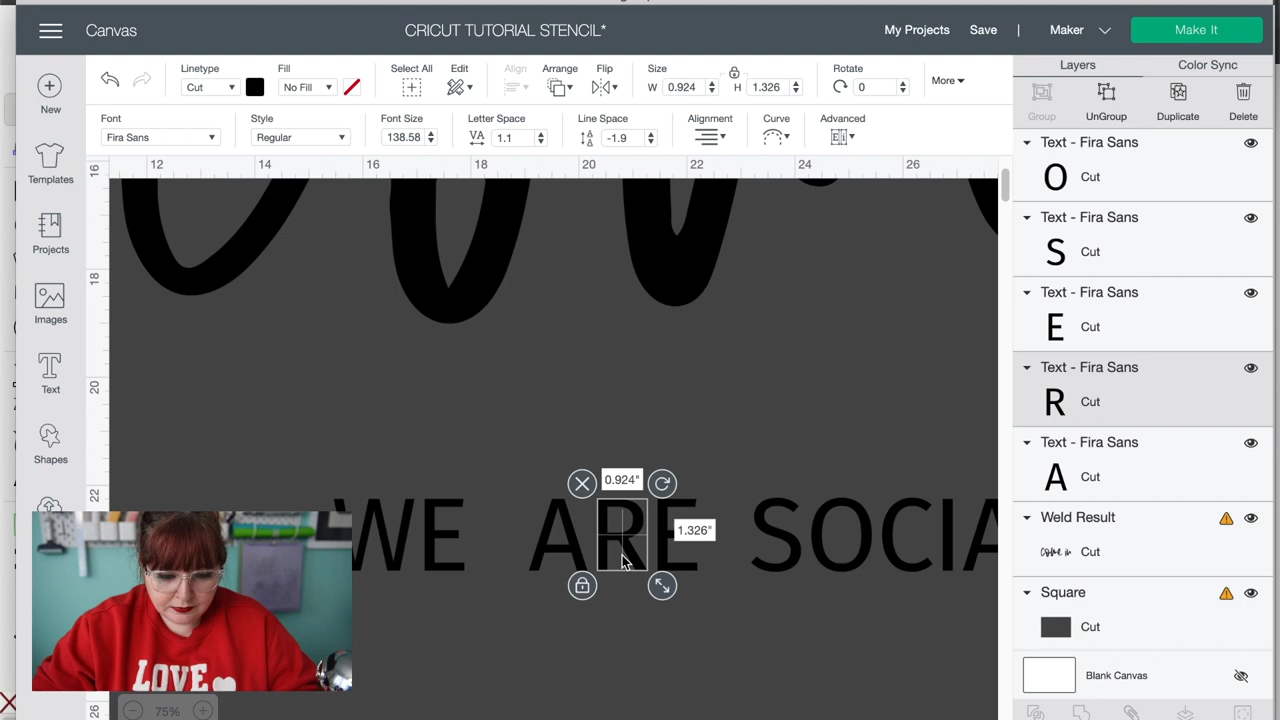 Canvas
CRICUT TUTORIAL STENCIL*
My Projects
Save
|
Maker
Make It
New
Templates
Projects
Images
Text
Shapes
Linetype
Cut
Fill
No Fill
Select All
Edit
Align
Arrange
Flip
Size
W 0.924
H 1.326
Rotate
0
More
Font
Fira Sans
Style
Regular
Font Size
138.58
Letter Space
VA 1.1
Line Space
-1.9
Alignment
Curve
Advanced
12 14 16 18 20 22 24 26
16
18
20
22
26
0.924"
1.326"
WE ARE SOCIA
LOVE
75%
Layers
Color Sync
Group
UnGroup
Duplicate
Delete
Text - Fira Sans
O Cut
Text - Fira Sans
S Cut
Text - Fira Sans
E Cut
Text - Fira Sans
R Cut
Text - Fira Sans
A Cut
Weld Result
come in Cut
Square
Cut
Blank Canvas